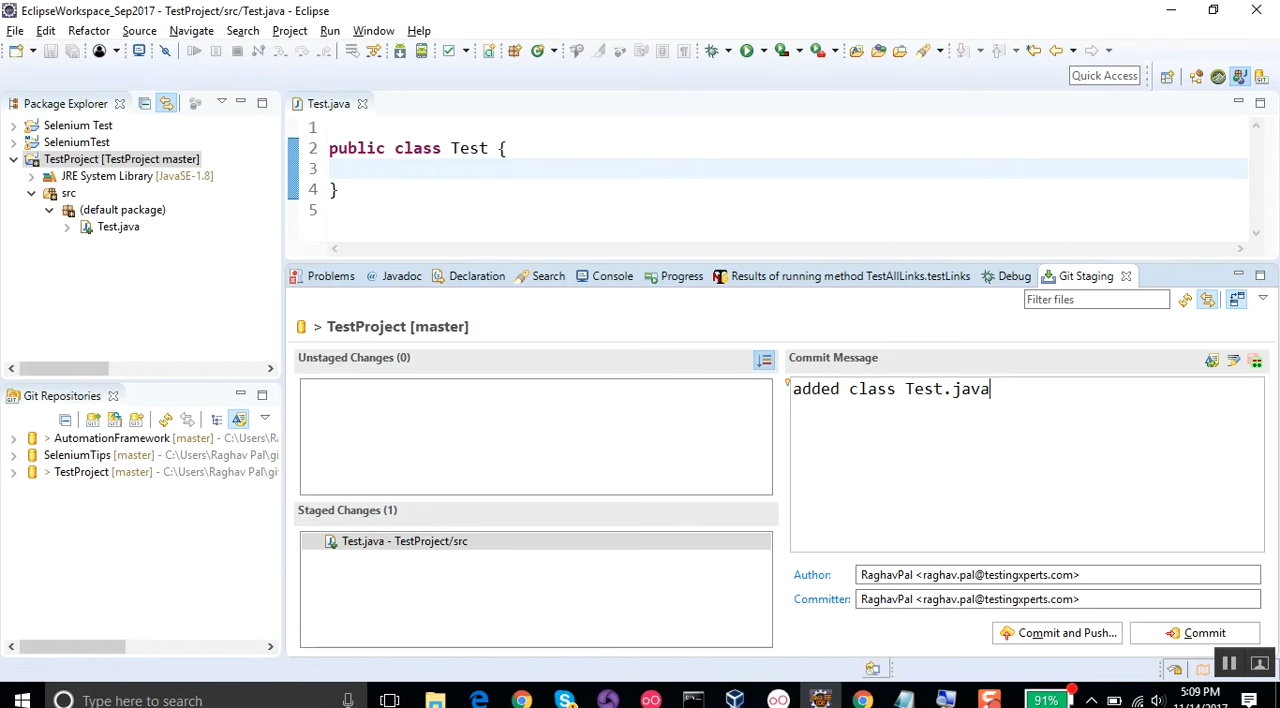 EclipseWorkspace_Sep2017 - TestProject/src/Test.java - Eclipse
File Edit Refactor Source Navigate Search Project Run Window Help
Quick Access
Package Explorer
Selenium Test
SeleniumTest
TestProject [TestProject master]
JRE System Library [JavaSE-1.8]
src
(default package)
Test.java
Test.java
1
2 public class Test {
3
4 }
5
Problems @ Javadoc Declaration Search Console Progress Results of running method TestAllLinks.testLinks Debug Git Staging
Filter files
> TestProject [master]
Unstaged Changes (0)
Staged Changes (1)
Test.java - TestProject/src
Commit Message
added class Test.java
Author: RaghavPal <raghav.pal@testingxperts.com>
Committer: RaghavPal <raghav.pal@testingxperts.com>
Commit and Push... Commit
Git Repositories
> AutomationFramework [master] - C:\Users\Ra
SeleniumTips [master] - C:\Users\Raghav Pal\gi
> TestProject [master] - C:\Users\Raghav Pal\git
Type here to search
91%
5:09 PM
11/14/2017